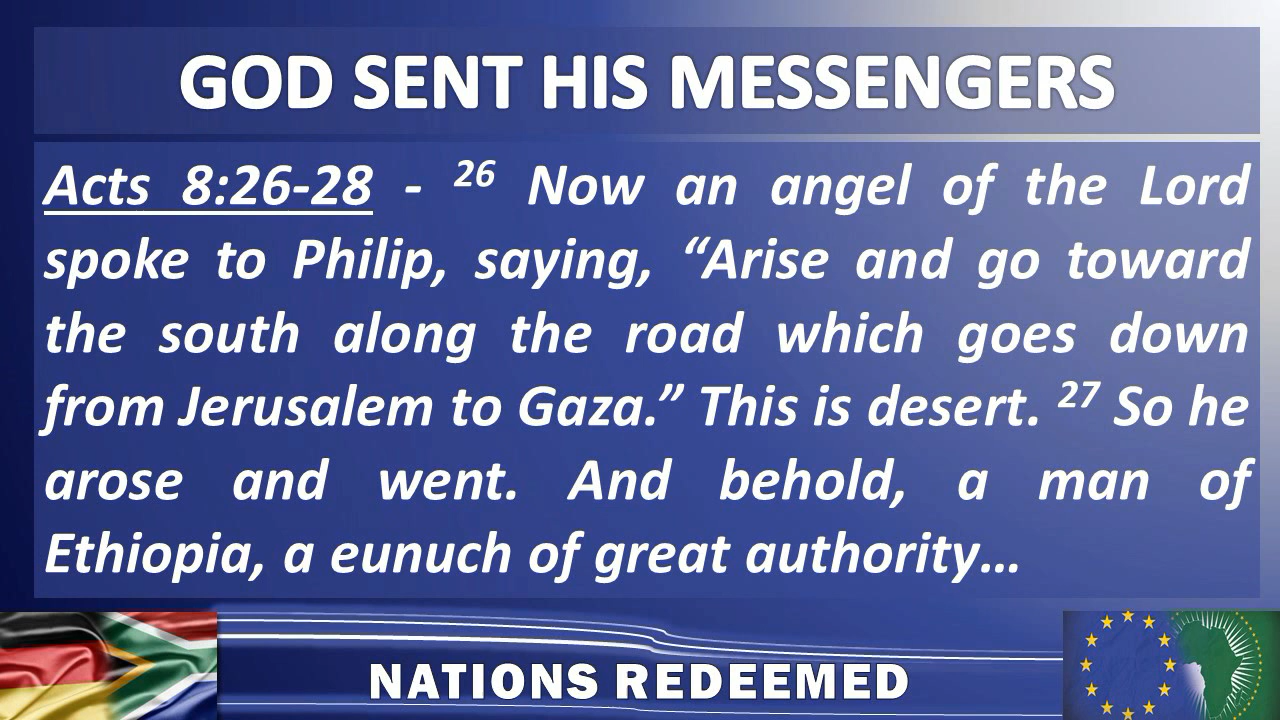 GOD SENT HIS MESSENGERS
Acts 8:26-28 - 26 Now an angel of the Lord
spoke to Philip, saying, “Arise and go toward
the south along the road which goes down
from Jerusalem to Gaza.” This is desert. 27 So he
arose and went. And behold, a man of
Ethiopia, a eunuch of great authority…
NATIONS REDEEMED